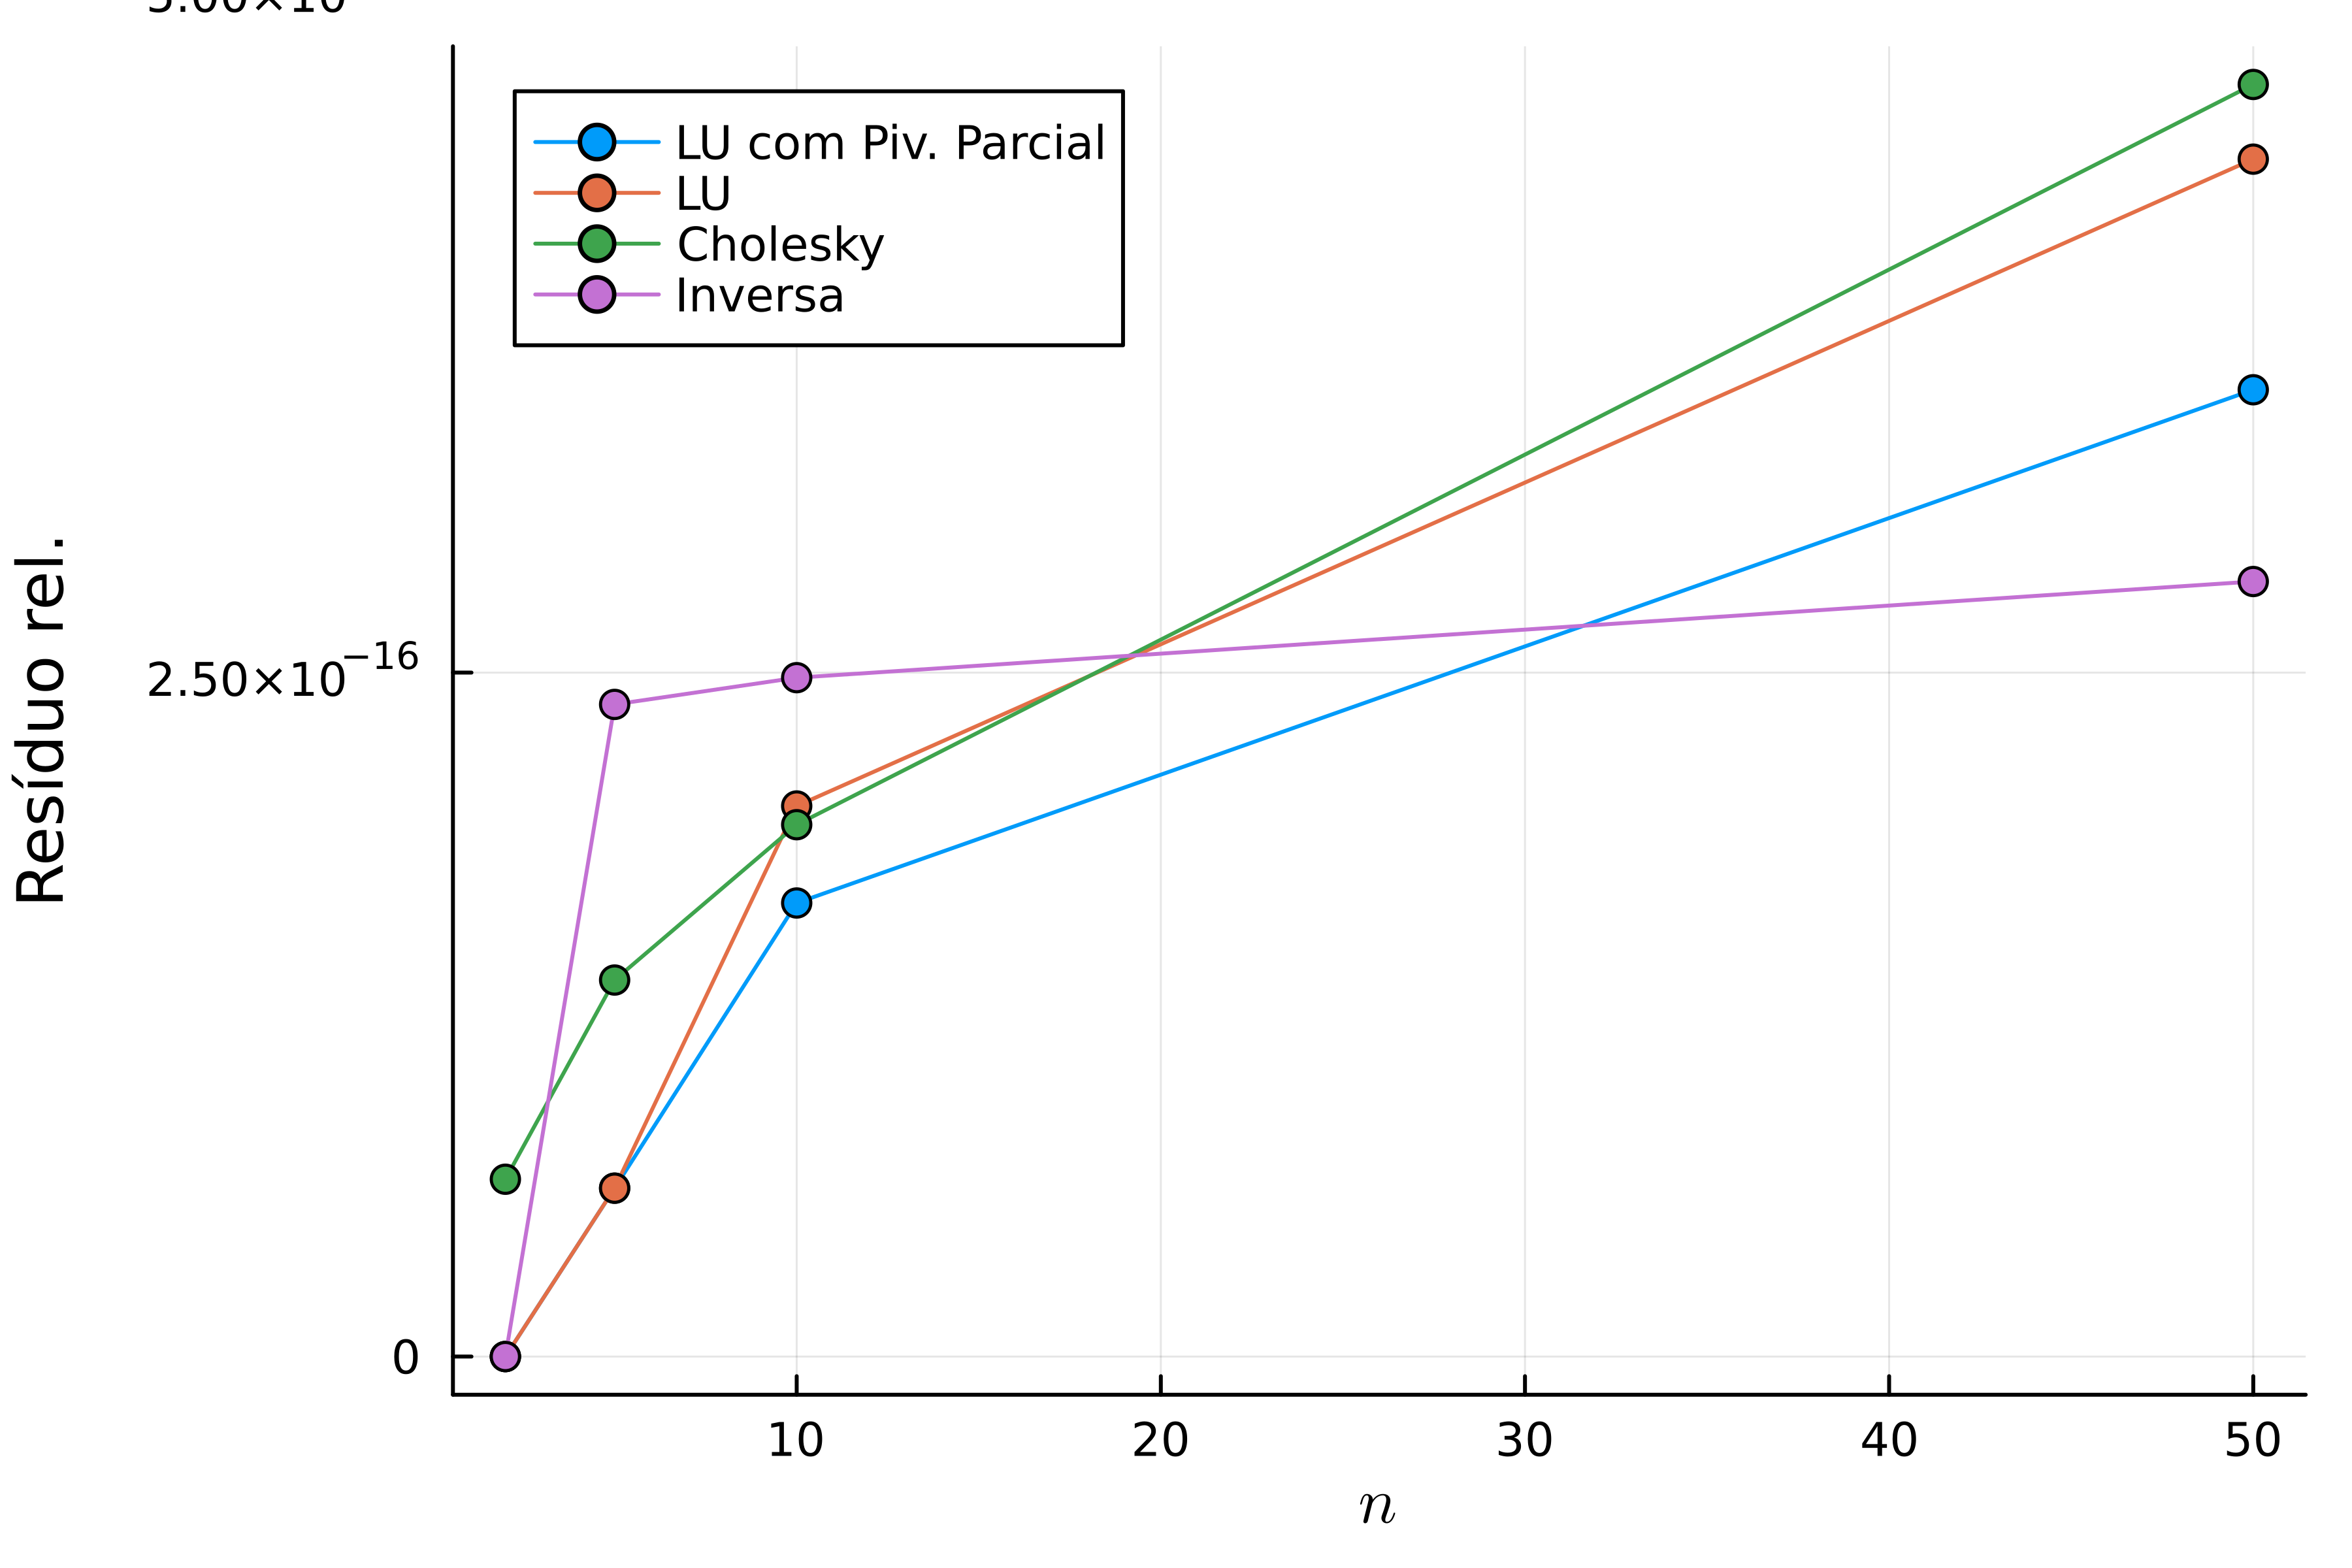 LU com Piv. Parcial
LU
Cholesky
Inversa
Resíduo rel.
2.50×10⁻¹⁶
0
10 20 30 40 50
n